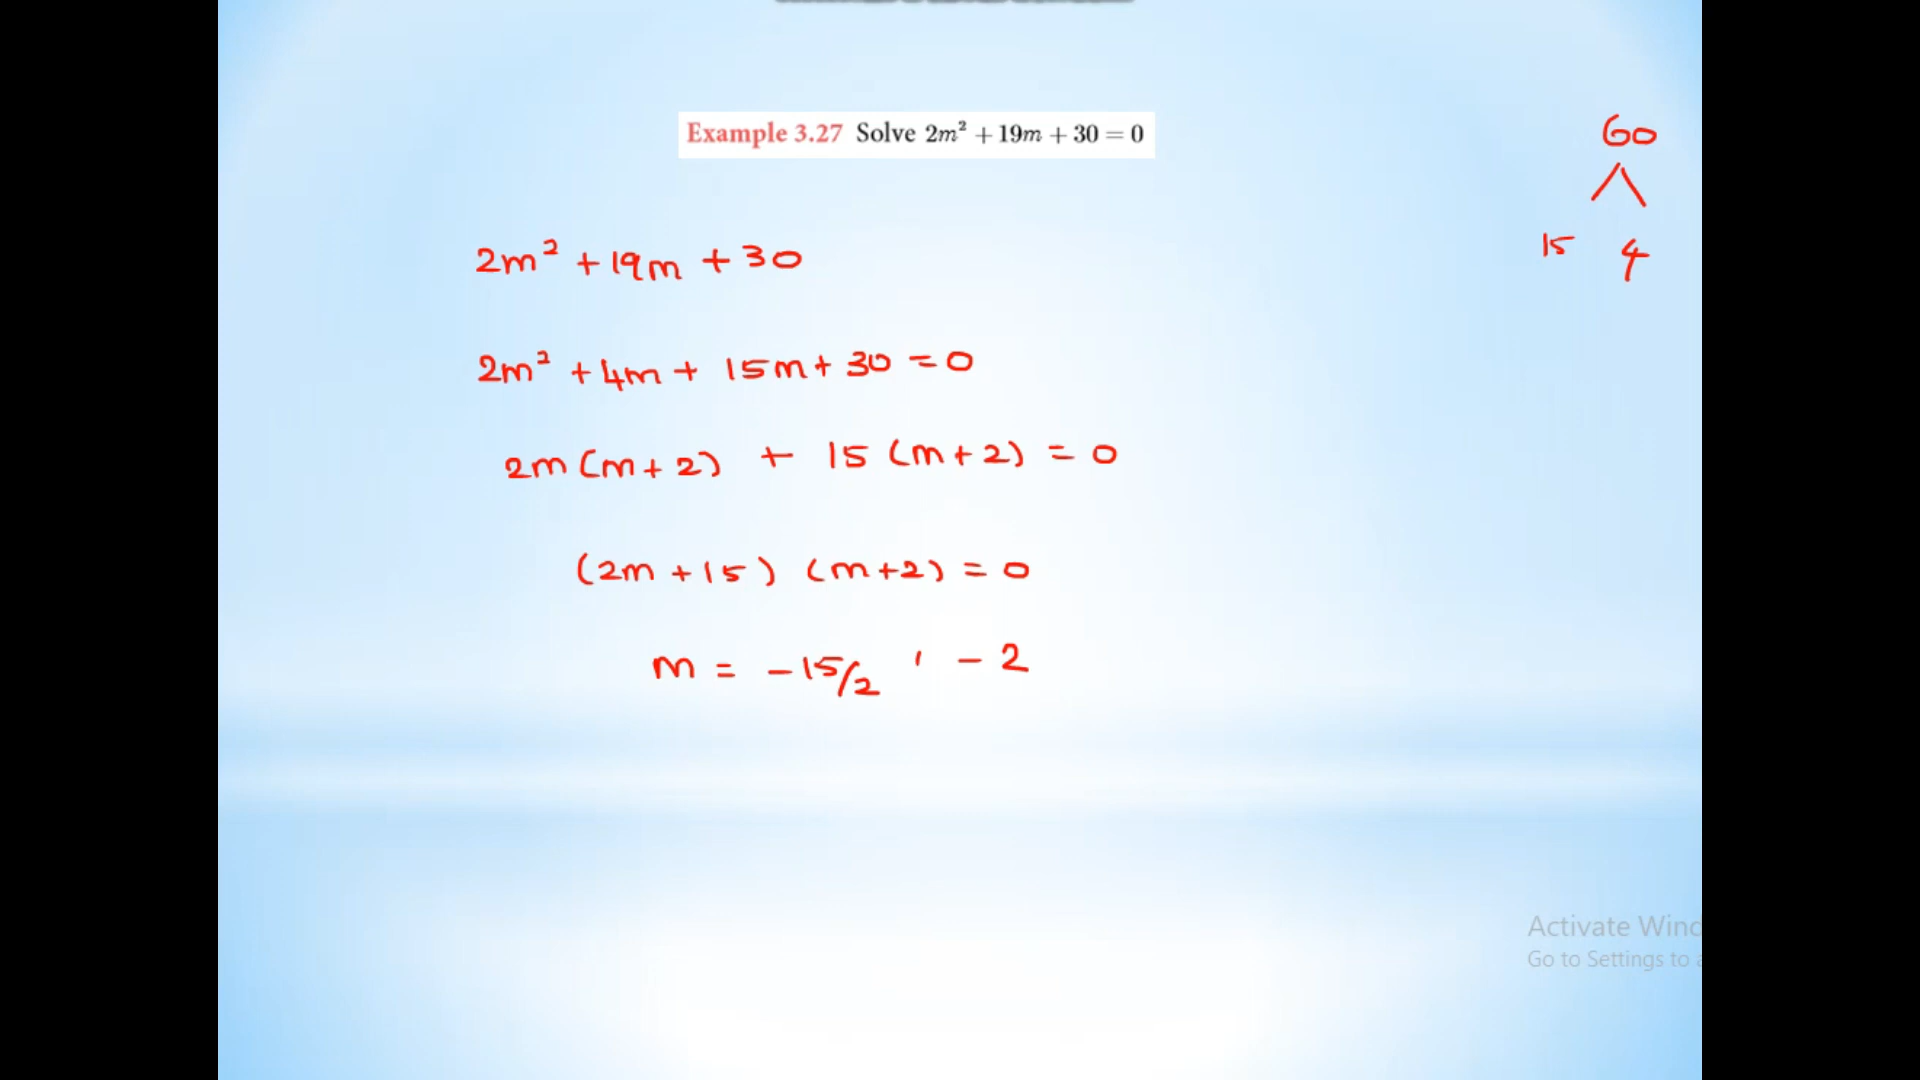 Example 3.27 Solve 2m² + 19m + 30 = 0
60
15 4
2m² + 19m + 30
2m² + 4m + 15m + 30 = 0
2m (m + 2) + 15 (m + 2) = 0
(2m + 15) (m + 2) = 0
m = -15/2 , -2
Activate Wind
Go to Settings to a